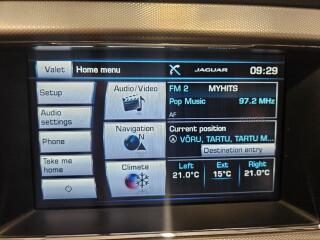 Valet Home menu JAGUAR 09:29
Setup
Audio settings
Phone
Take me home
Audio/Video
Navigation
N
Climate
FM 2 MYHITS
Pop Music 97.2 MHz
AF
Current position
VÕRU, TARTU, TARTU M...
Destination entry
Left Ext Right
21.0°C 15°C 21.0°C